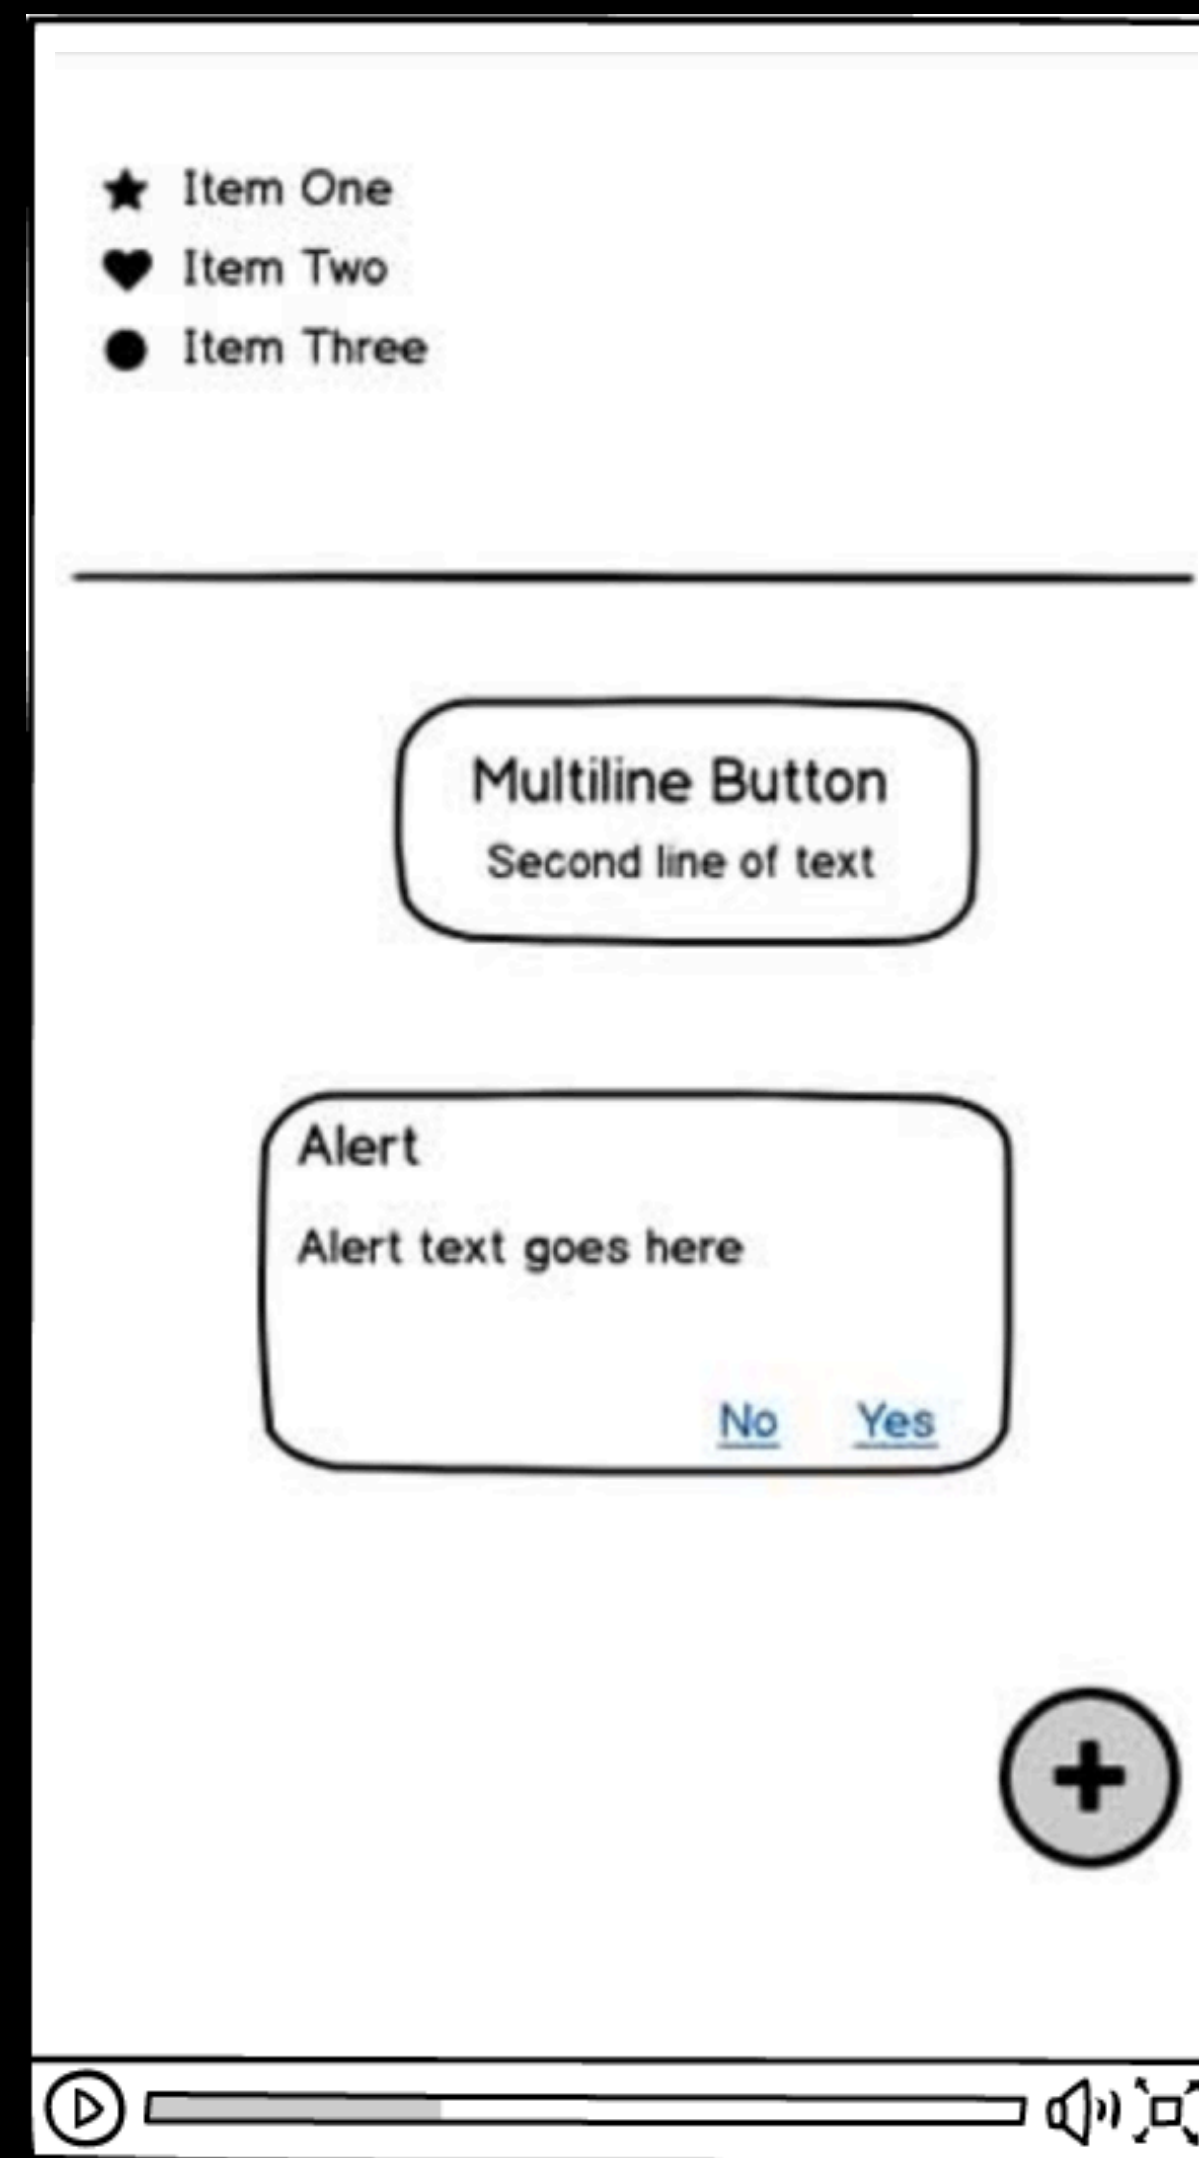 Item One
Item Two
Item Three
Multiline Button
Second line of text
Alert
Alert text goes here
No Yes